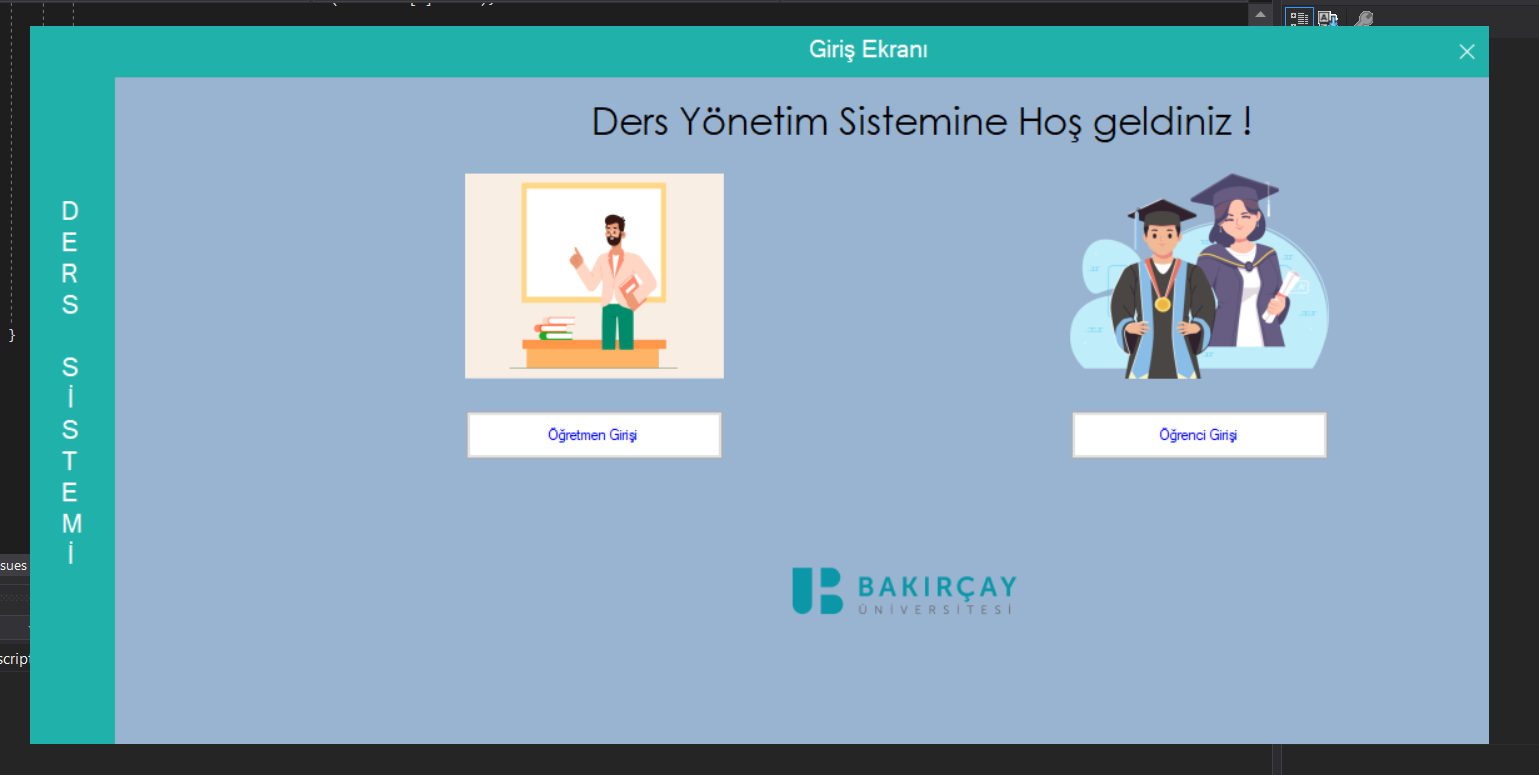 Giriş Ekranı
Ders Yönetim Sistemine Hoş geldiniz !
D
E
R
S
S
İ
S
T
E
M
İ
Öğretmen Girişi
Öğrenci Girişi
BAKIRÇAY
ÜNİVERSİTESİ
}
sues
script